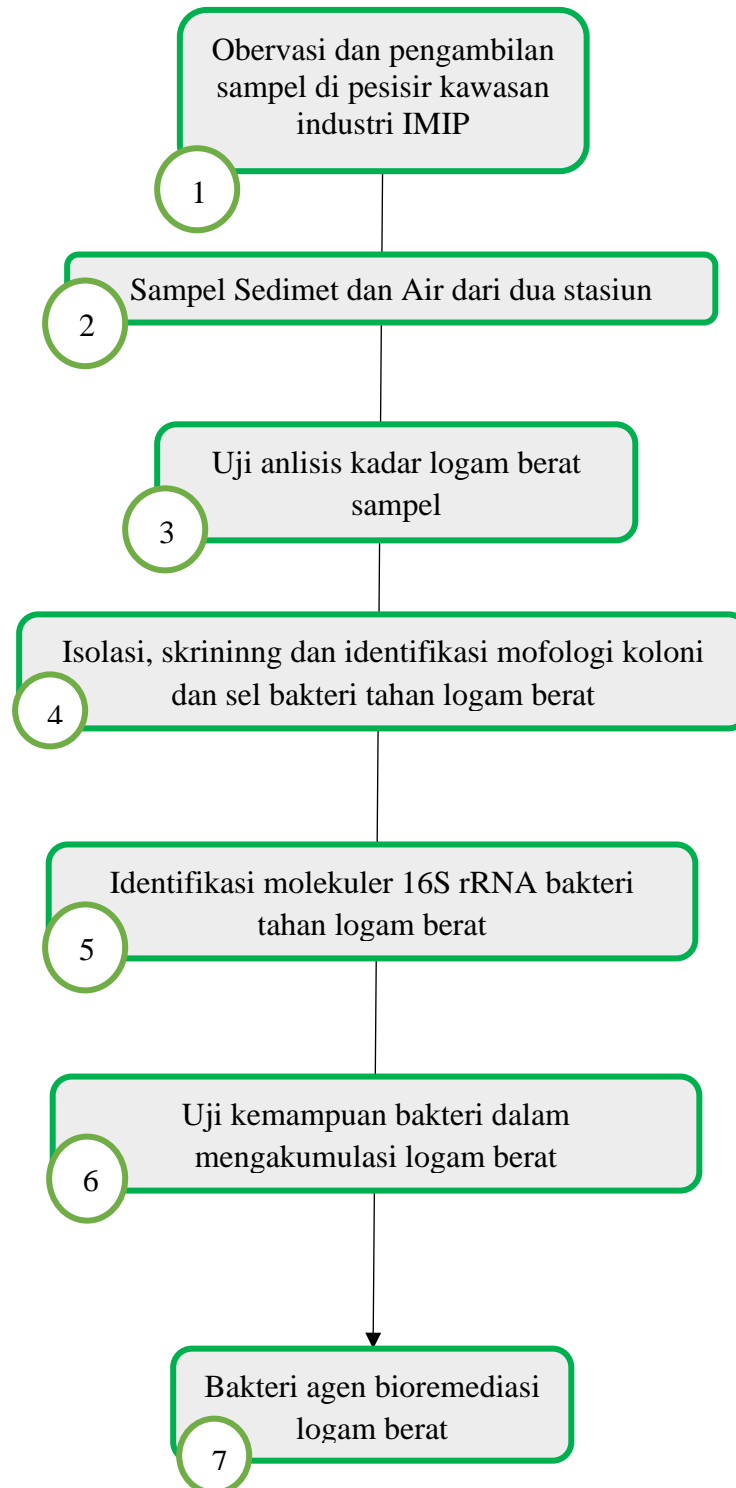 Obervasi dan pengambilan
sampel di pesisir kawasan
industri IMIP
1
Sampel Sedimet dan Air dari dua stasiun
2
Uji anlisis kadar logam berat
sampel
3
Isolasi, skrininng dan identifikasi mofologi koloni
dan sel bakteri tahan logam berat
4
Identifikasi molekuler 16S rRNA bakteri
tahan logam berat
5
Uji kemampuan bakteri dalam
mengakumulasi logam berat
6
Bakteri agen bioremediasi
logam berat
7